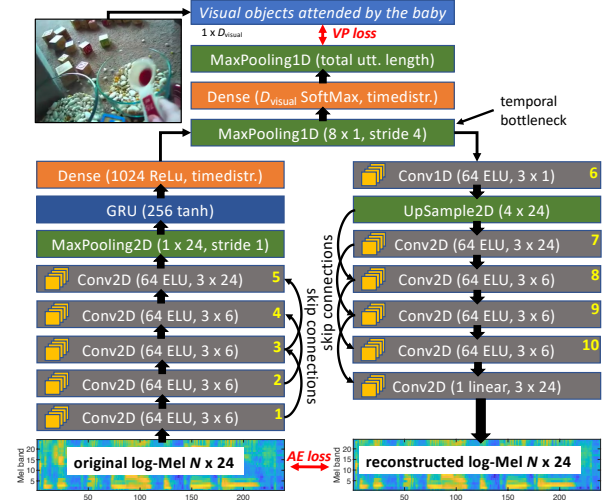 Visual objects attended by the baby
1 x D_visual
VP loss
MaxPooling1D (total utt. length)
Dense (D_visual SoftMax, timedistr.)
MaxPooling1D (8 x 1, stride 4)
temporal
bottleneck
Dense (1024 ReLu, timedistr.)
GRU (256 tanh)
MaxPooling2D (1 x 24, stride 1)
Conv2D (64 ELU, 3 x 24) 5
Conv2D (64 ELU, 3 x 6) 4
Conv2D (64 ELU, 3 x 6) 3
Conv2D (64 ELU, 3 x 6) 2
Conv2D (64 ELU, 3 x 6) 1
skip connections
Conv1D (64 ELU, 3 x 1) 6
UpSample2D (4 x 24)
Conv2D (64 ELU, 3 x 24) 7
Conv2D (64 ELU, 3 x 6) 8
Conv2D (64 ELU, 3 x 6) 9
Conv2D (64 ELU, 3 x 6) 10
Conv2D (1 linear, 3 x 24)
skip connections
Mel band
20
15
10
5
original log-Mel N x 24
50 100 150 200
AE loss
Mel band
20
15
10
5
reconstructed log-Mel N x 24
50 100 150 200